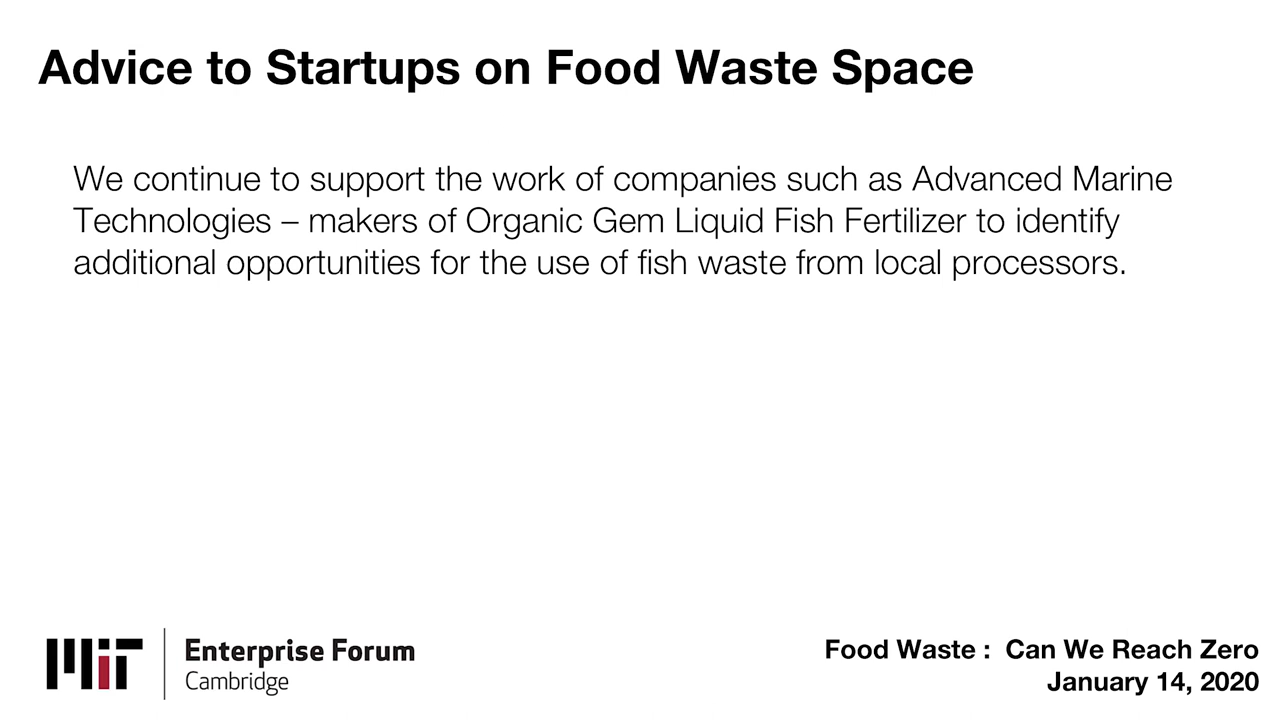 Advice to Startups on Food Waste Space
We continue to support the work of companies such as Advanced Marine
Technologies – makers of Organic Gem Liquid Fish Fertilizer to identify
additional opportunities for the use of fish waste from local processors.
MIT
Enterprise Forum
Cambridge
Food Waste :  Can We Reach Zero
January 14, 2020